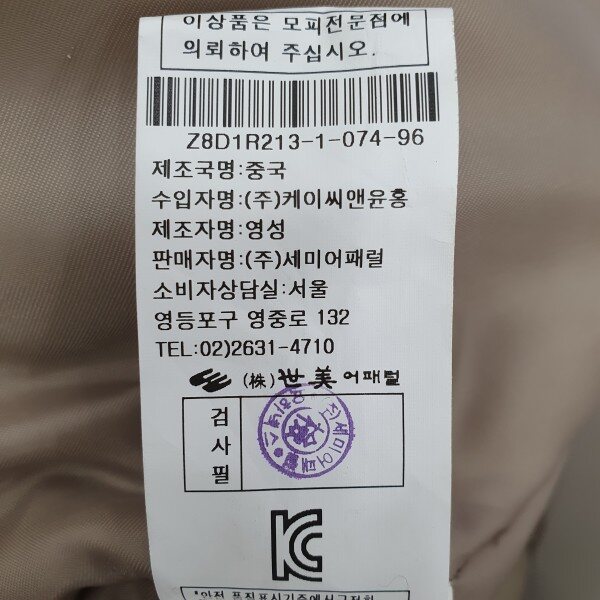 이상품은 모피전문점에
의뢰하여 주십시오.
Z8D1R213-1-074-96
제조국명:중국
수입자명:(주)케이씨앤윤홍
제조자명:영성
판매자명:(주)세미어패럴
소비자상담실:서울
영등포구 영중로 132
TEL:02)2631-4710
(株)世美어패럴
검사필